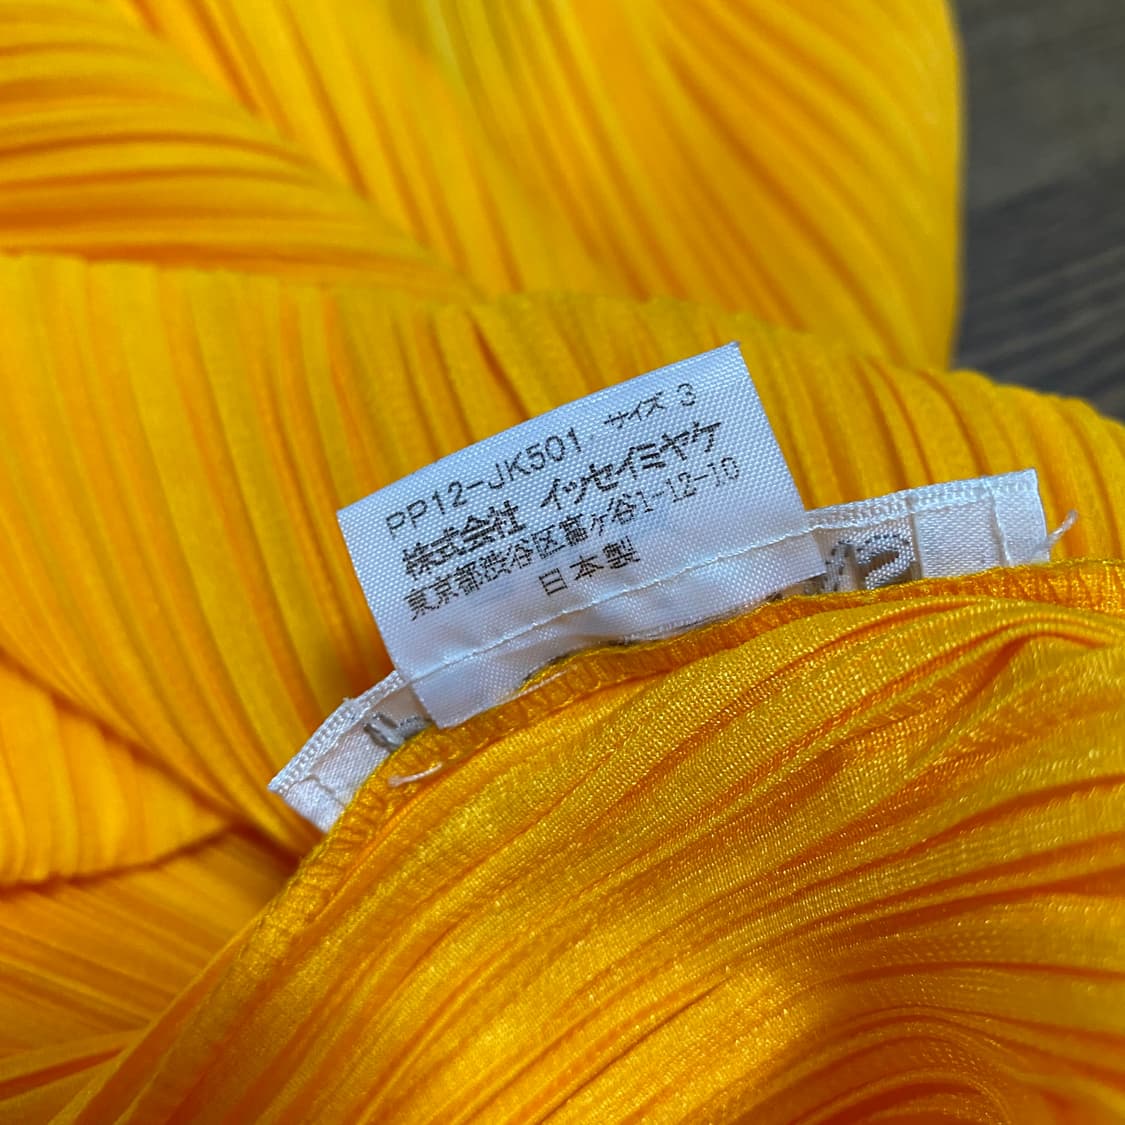 PP12-JK501 サイズ 3
株式会社 イッセイミヤケ
東京都渋谷区富ヶ谷1-12-10
日本製